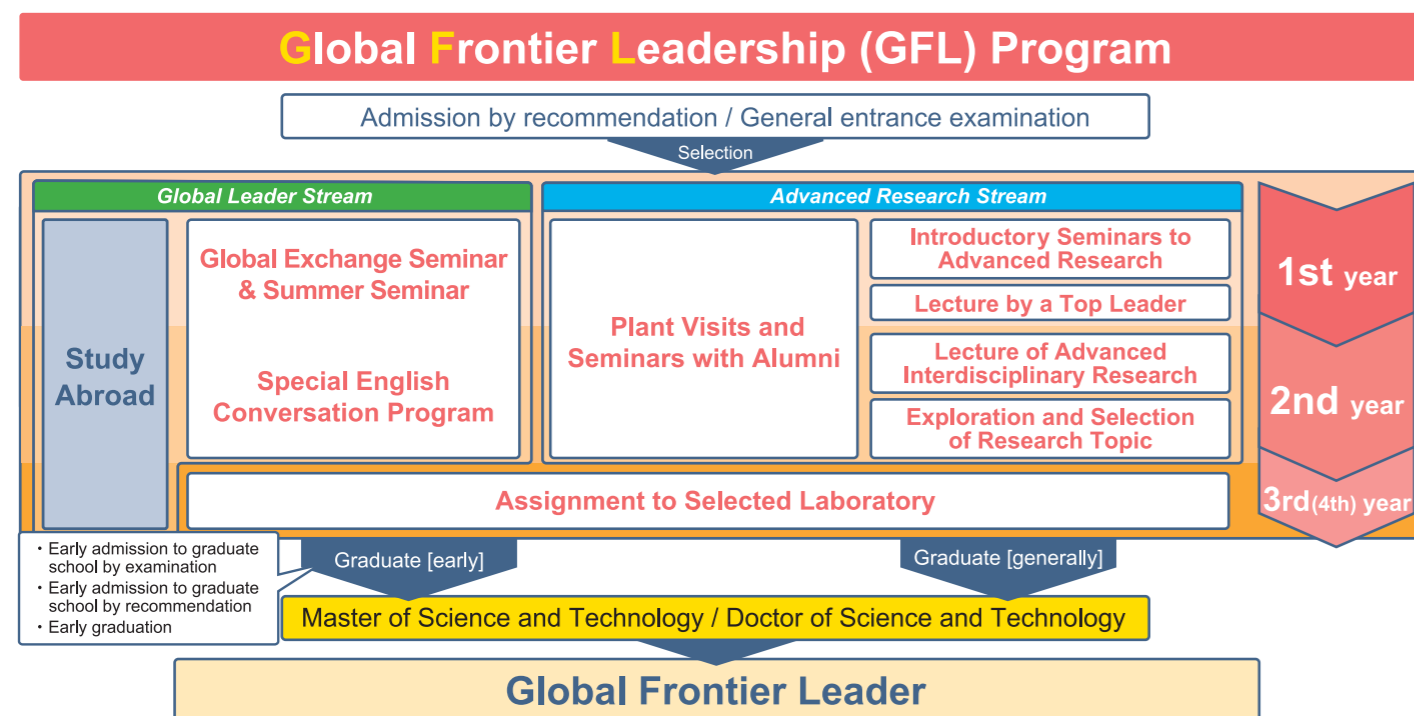 Global Frontier Leadership (GFL) Program
Admission by recommendation / General entrance examination
Selection
Global Leader Stream
Study
Abroad
Global Exchange Seminar
& Summer Seminar
Special English
Conversation Program
Advanced Research Stream
Plant Visits and
Seminars with Alumni
Introductory Seminars to
Advanced Research
Lecture by a Top Leader
Lecture of Advanced
Interdisciplinary Research
Exploration and Selection
of Research Topic
Assignment to Selected Laboratory
1st year
2nd year
3rd(4th) year
・Early admission to graduate
school by examination
・Early admission to graduate
school by recommendation
・Early graduation
Graduate [early]
Graduate [generally]
Master of Science and Technology / Doctor of Science and Technology
Global Frontier Leader